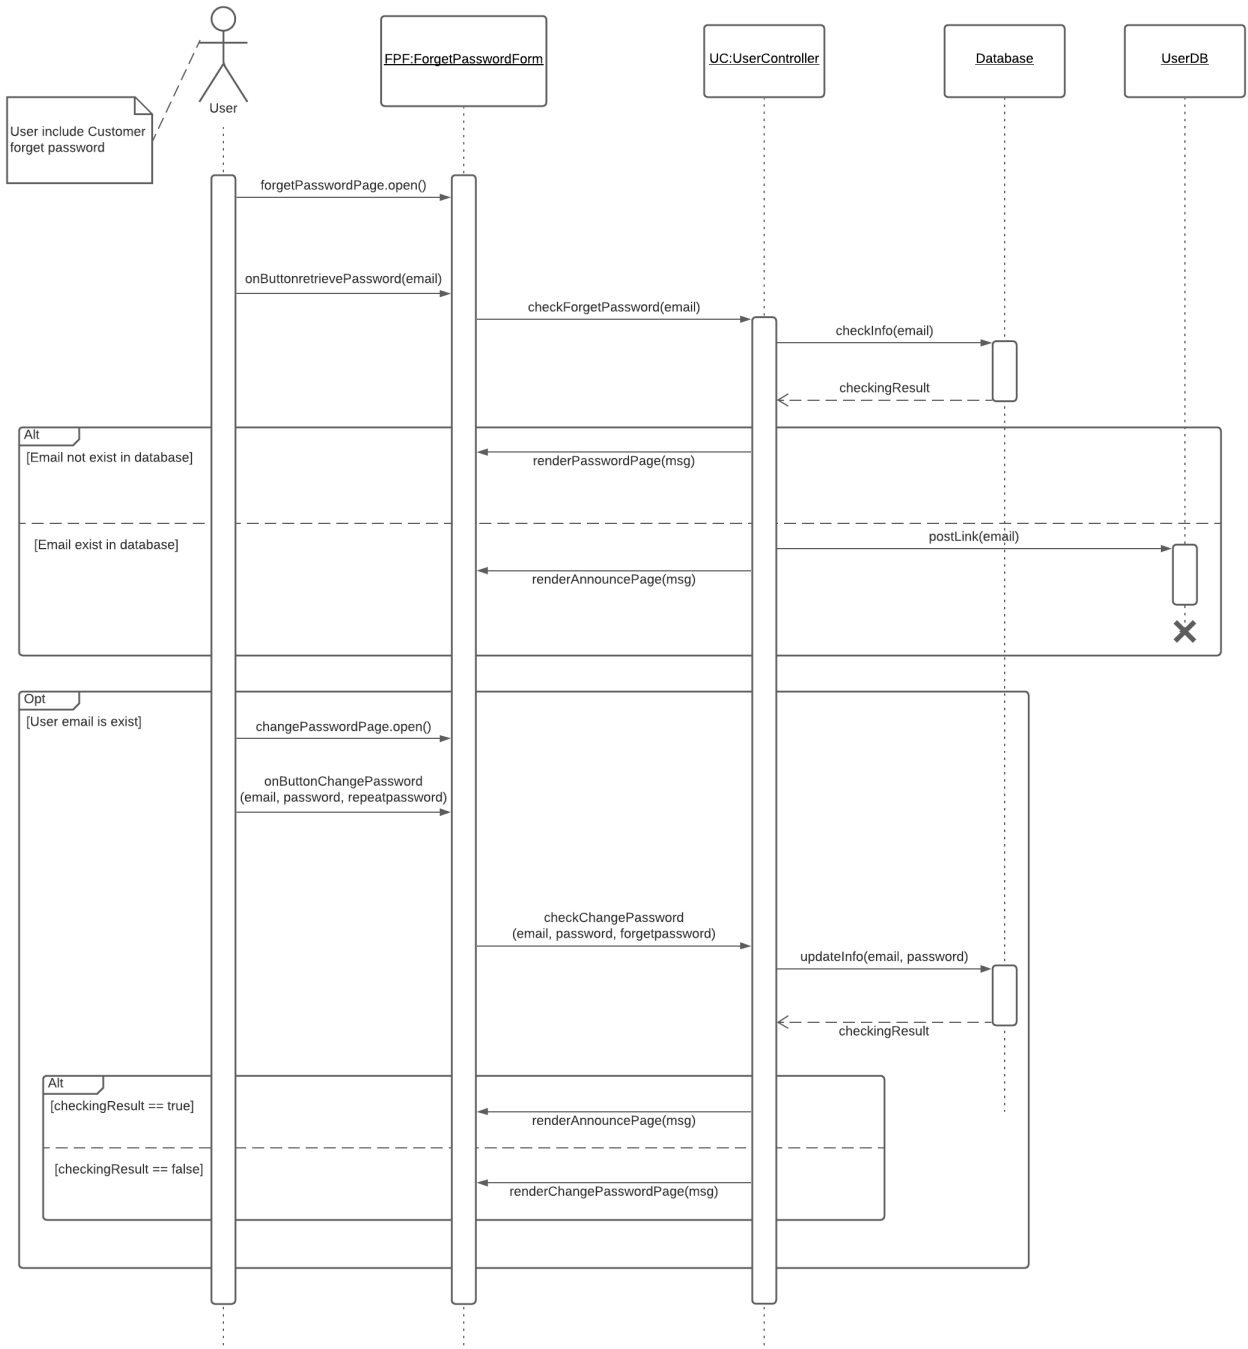 FPF:ForgetPasswordForm
UC:UserController
Database
UserDB
User
User include Customer
forget password
forgetPasswordPage.open()
onButtonretrievePassword(email)
checkForgetPassword(email)
checkInfo(email)
checkingResult
Alt
[Email not exist in database]
renderPasswordPage(msg)
[Email exist in database]
postLink(email)
renderAnnouncePage(msg)
Opt
[User email is exist]
changePasswordPage.open()
onButtonChangePassword
(email, password, repeatpassword)
checkChangePassword
(email, password, forgetpassword)
updateInfo(email, password)
checkingResult
Alt
[checkingResult == true]
renderAnnouncePage(msg)
[checkingResult == false]
renderChangePasswordPage(msg)